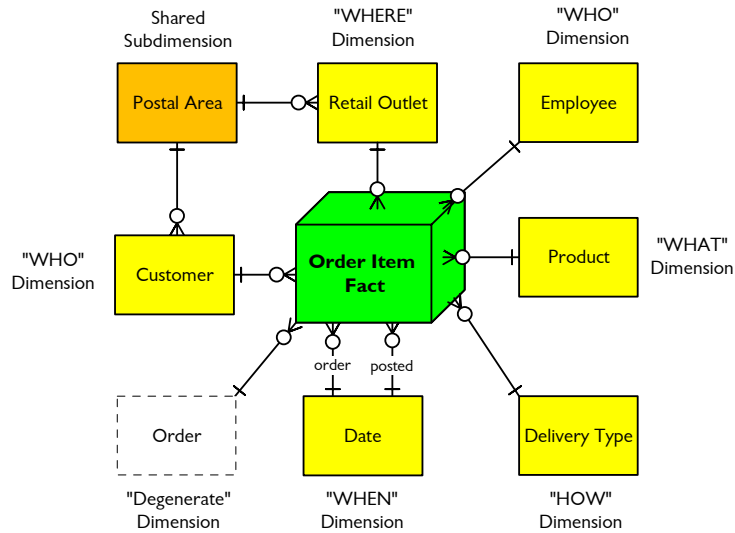 Shared
Subdimension
"WHERE"
Dimension
"WHO"
Dimension
Postal Area
Retail Outlet
Employee
"WHO"
Dimension
Customer
Order Item
Fact
Product
"WHAT"
Dimension
order
posted
Order
Date
Delivery Type
"Degenerate"
Dimension
"WHEN"
Dimension
"HOW"
Dimension